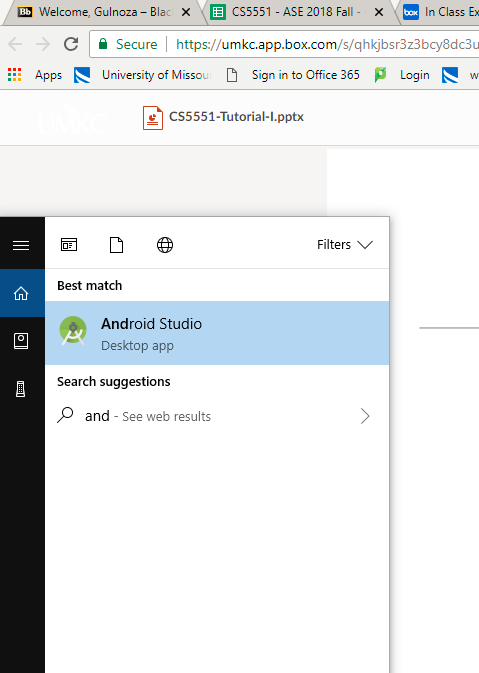 Bb Welcome, Gulnoza – Blac
CS5551 - ASE 2018 Fall -
box In Class Ex
Secure https://umkc.app.box.com/s/qhkjbsr3z3bcy8dc3u
Apps University of Missou Sign in to Office 365 Login w
UMKC CS5551-Tutorial-I.pptx
Filters
Best match
Android Studio
Desktop app
Search suggestions
and - See web results